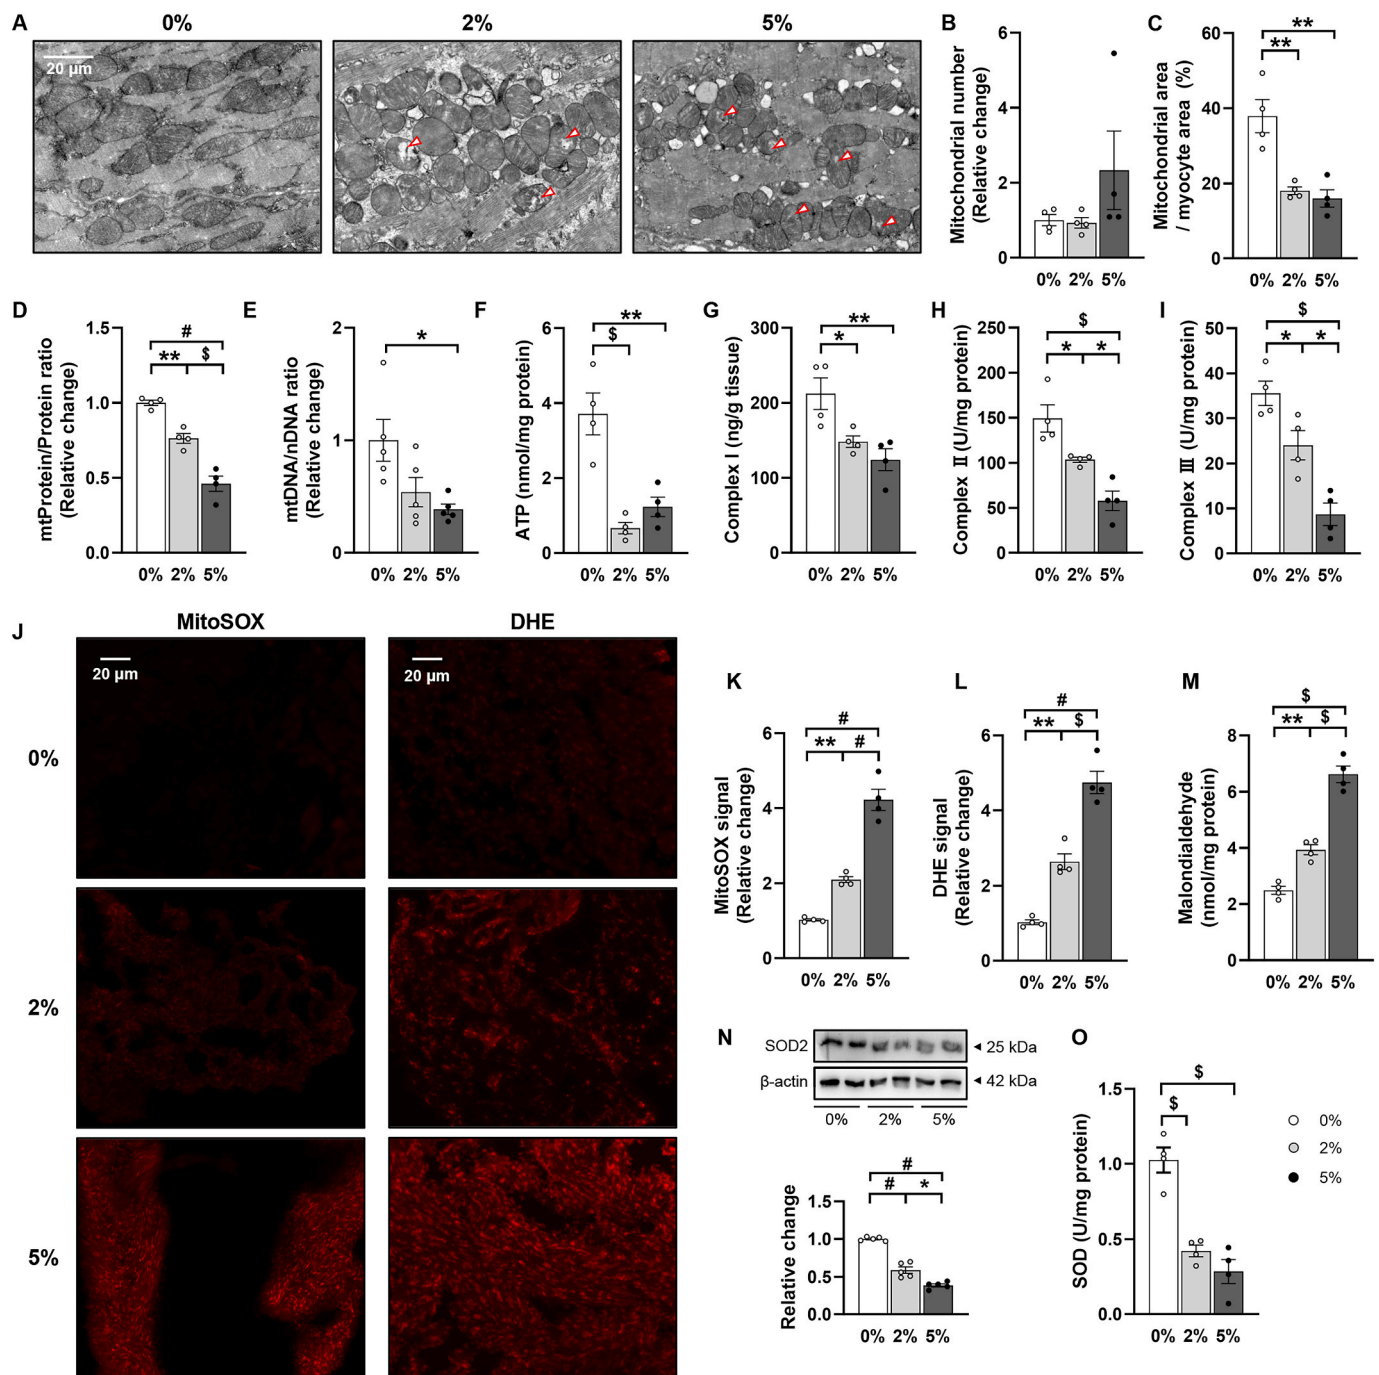 A
0%
2%
5%
20 µm
B
Mitochondrial number
(Relative change)
6
4
2
0
0% 2% 5%
C
Mitochondrial area
/ myocyte area (%)
60
40
20
0
**
**
0% 2% 5%
D
mtProtein/Protein ratio
(Relative change)
1.5
1.0
0.5
0.0
#
** $
0% 2% 5%
E
mtDNA/nDNA ratio
(Relative change)
2
1
0
*
0% 2% 5%
F
ATP (nmol/mg protein)
6
4
2
0
**
$
0% 2% 5%
G
Complex I (ng/g tissue)
300
200
100
0
**
*
0% 2% 5%
H
Complex Ⅱ (U/mg protein)
250
200
150
100
50
0
$
* *
0% 2% 5%
I
Complex Ⅲ (U/mg protein)
50
40
30
20
10
0
$
* *
0% 2% 5%
J
MitoSOX
DHE
20 µm
20 µm
0%
2%
5%
K
MitoSOX signal
(Relative change)
6
4
2
0
#
** #
0% 2% 5%
L
DHE signal
(Relative change)
6
4
2
0
#
** $
0% 2% 5%
M
Malondialdehyde
(nmol/mg protein)
8
6
4
2
0
$
** $
0% 2% 5%
N
SOD2
25 kDa
β-actin
42 kDa
0% 2% 5%
Relative change
1.5
1.0
0.5
0.0
#
# *
0% 2% 5%
O
SOD (U/mg protein)
1.5
1.0
0.5
0.0
$
$
0% 2% 5%
0%
2%
5%